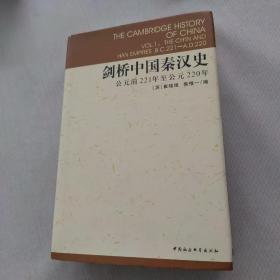 THE CAMBRIDGE HISTORY
OF CHINA
VOL 1. THE CH'IN AND
HAN EMPIRES B.C.221—A.D.220
剑桥中国秦汉史
公元前221年至公元220年
[英]崔瑞德 鲁惟一/编
中国社会科学出版社